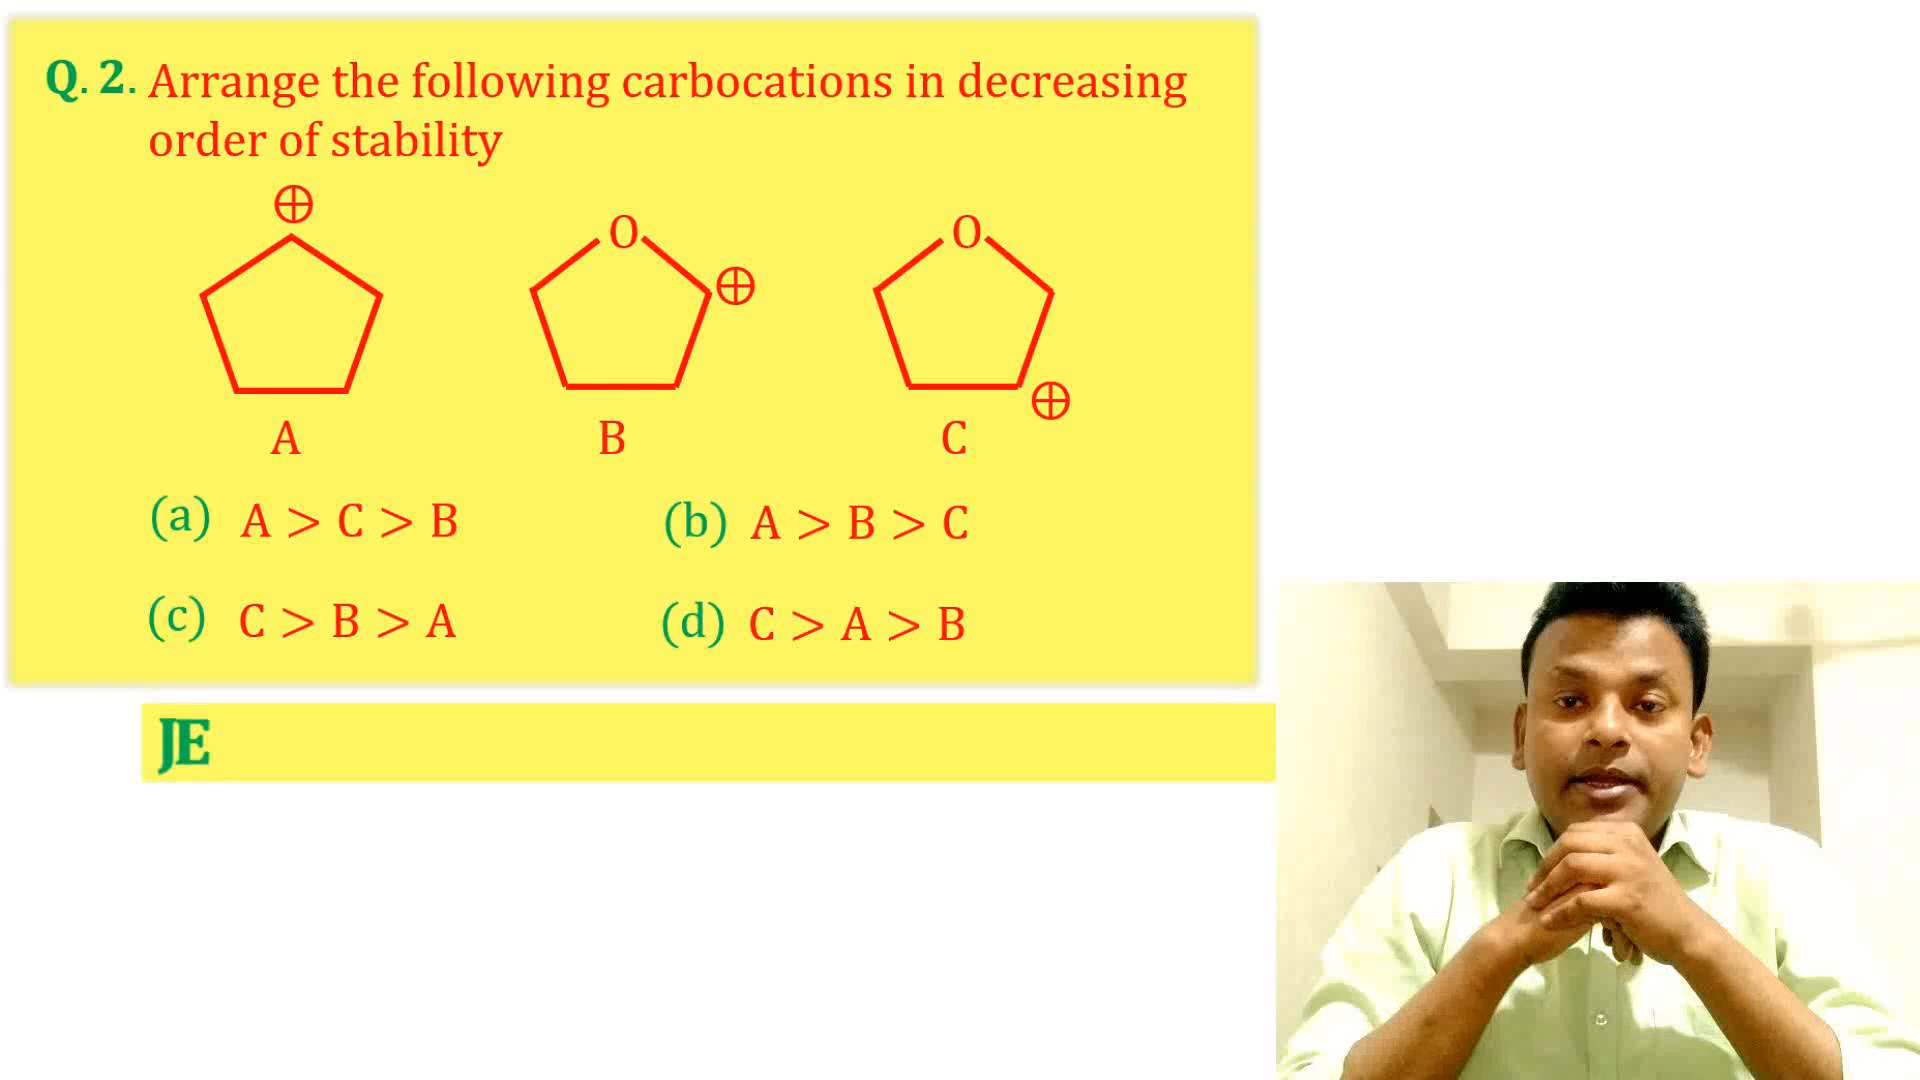 Q. 2. Arrange the following carbocations in decreasing
order of stability
⊕
O ⊕
O
⊕
A B C
(a) A > C > B (b) A > B > C
(c) C > B > A (d) C > A > B
JE